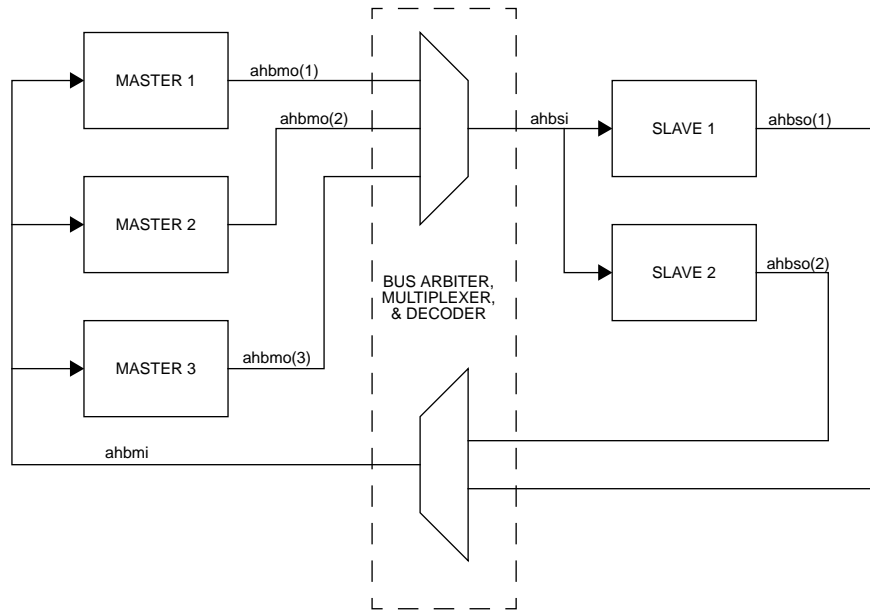 MASTER 1
ahbmo(1)
ahbmo(2)
ahbsi
SLAVE 1
ahbso(1)
MASTER 2
SLAVE 2
ahbso(2)
BUS ARBITER,
MULTIPLEXER,
& DECODER
MASTER 3
ahbmo(3)
ahbmi